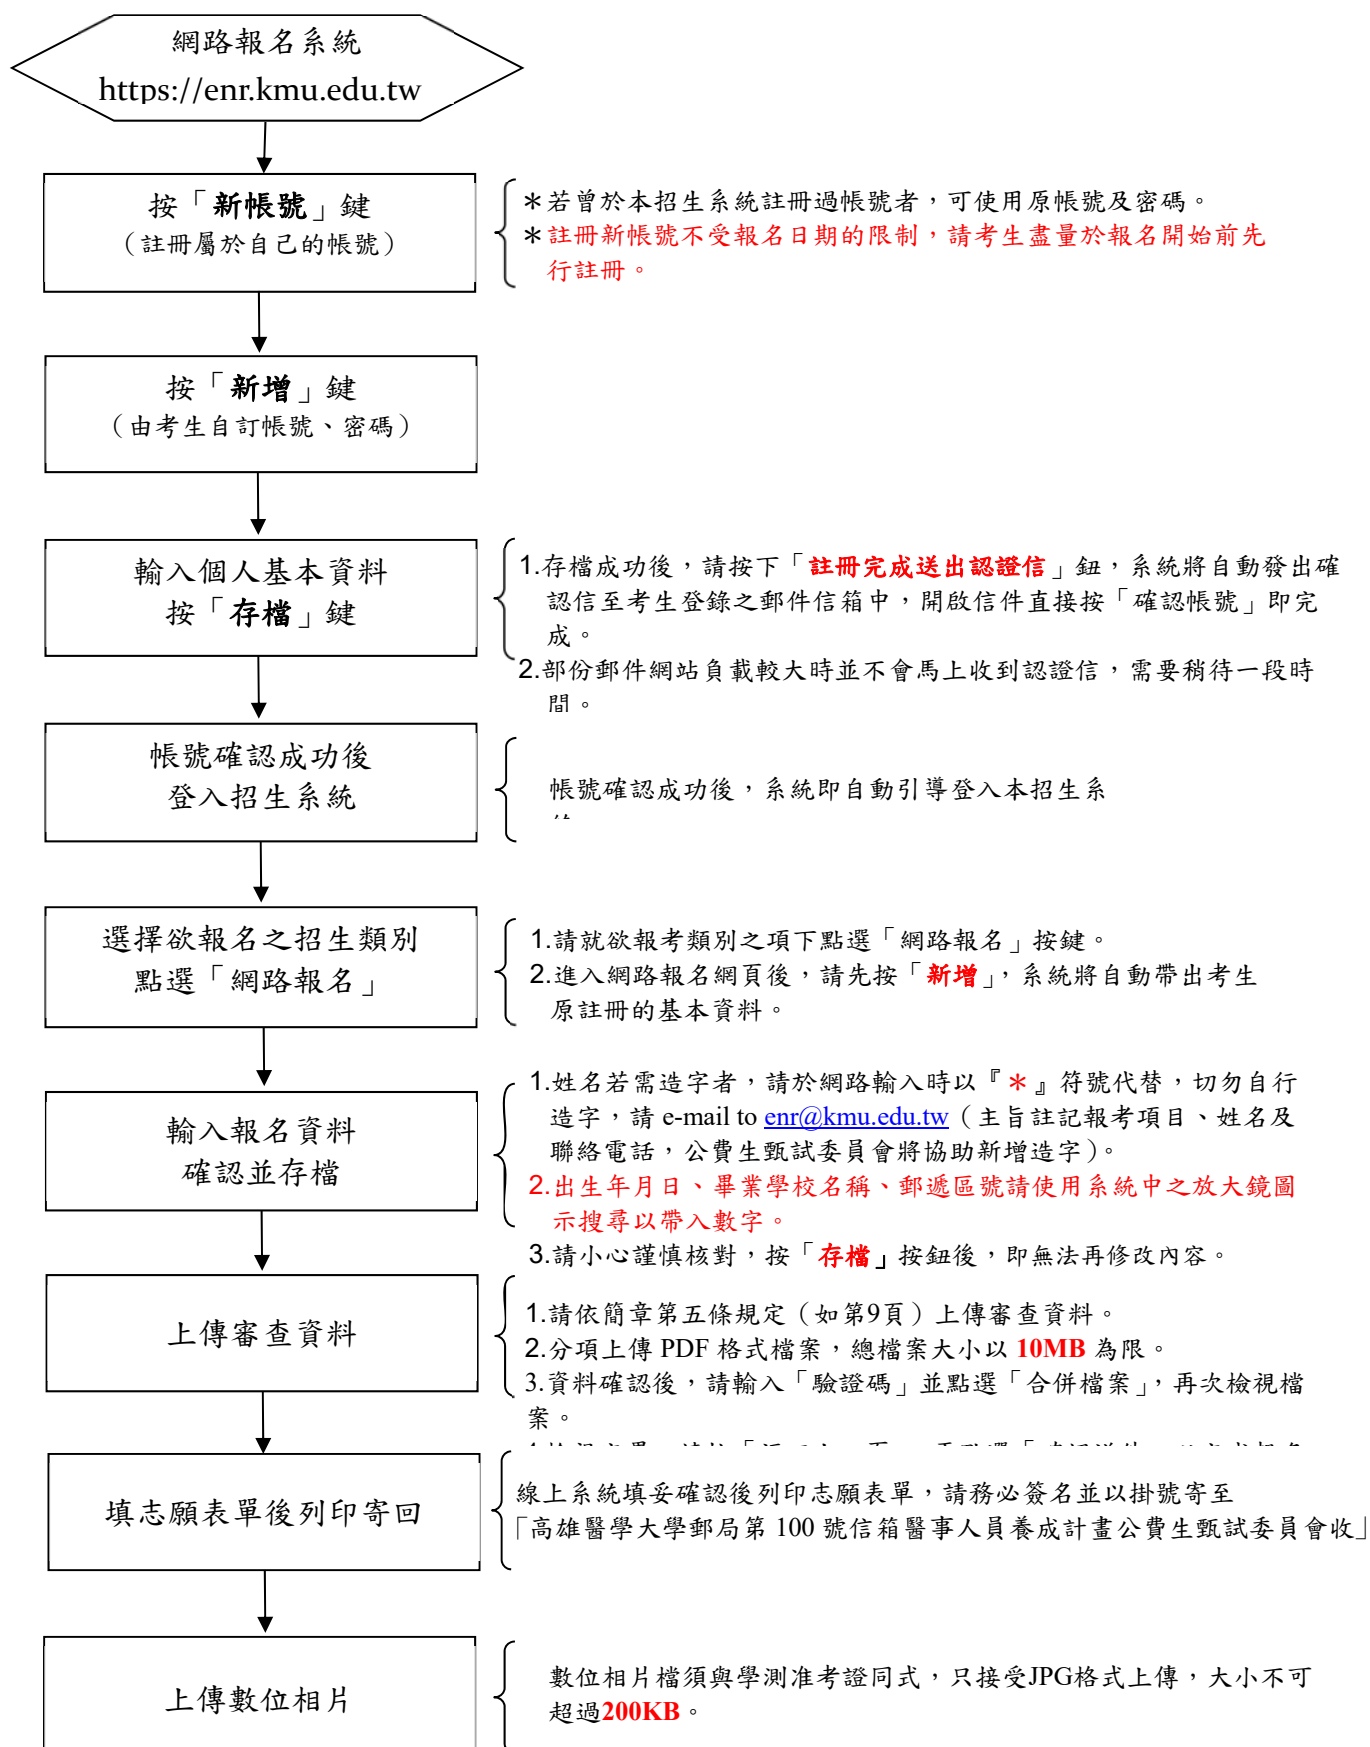 網路報名系統
https://enr.kmu.edu.tw
按「新帳號」鍵
（註冊屬於自己的帳號）
＊若曾於本招生系統註冊過帳號者，可使用原帳號及密碼。
＊註冊新帳號不受報名日期的限制，請考生盡量於報名開始前先
行註冊。
按「新增」鍵
（由考生自訂帳號、密碼）
輸入個人基本資料
按「存檔」鍵
1.存檔成功後，請按下「註冊完成送出認證信」鈕，系統將自動發出確
認信至考生登錄之郵件信箱中，開啟信件直接按「確認帳號」即完
成。
2.部份郵件網站負載較大時並不會馬上收到認證信，需要稍待一段時
間。
帳號確認成功後
登入招生系統
帳號確認成功後，系統即自動引導登入本招生系
選擇欲報名之招生類別
點選「網路報名」
1.請就欲報考類別之項下點選「網路報名」按鍵。
2.進入網路報名網頁後，請先按「新增」，系統將自動帶出考生
原註冊的基本資料。
輸入報名資料
確認並存檔
1.姓名若需造字者，請於網路輸入時以『＊』符號代替，切勿自行
造字，請 e-mail to enr@kmu.edu.tw（主旨註記報考項目、姓名及
聯絡電話，公費生甄試委員會將協助新增造字）。
2.出生年月日、畢業學校名稱、郵遞區號請使用系統中之放大鏡圖
示搜尋以帶入數字。
3.請小心謹慎核對，按「存檔」按鈕後，即無法再修改內容。
上傳審查資料
1.請依簡章第五條規定（如第9頁）上傳審查資料。
2.分項上傳 PDF 格式檔案，總檔案大小以 10MB 為限。
3.資料確認後，請輸入「驗證碼」並點選「合併檔案」，再次檢視檔
案。
填志願表單後列印寄回
線上系統填妥確認後列印志願表單，請務必簽名並以掛號寄至
「高雄醫學大學郵局第 100 號信箱醫事人員養成計畫公費生甄試委員會收」
上傳數位相片
數位相片檔須與學測准考證同式，只接受JPG格式上傳，大小不可
超過200KB。